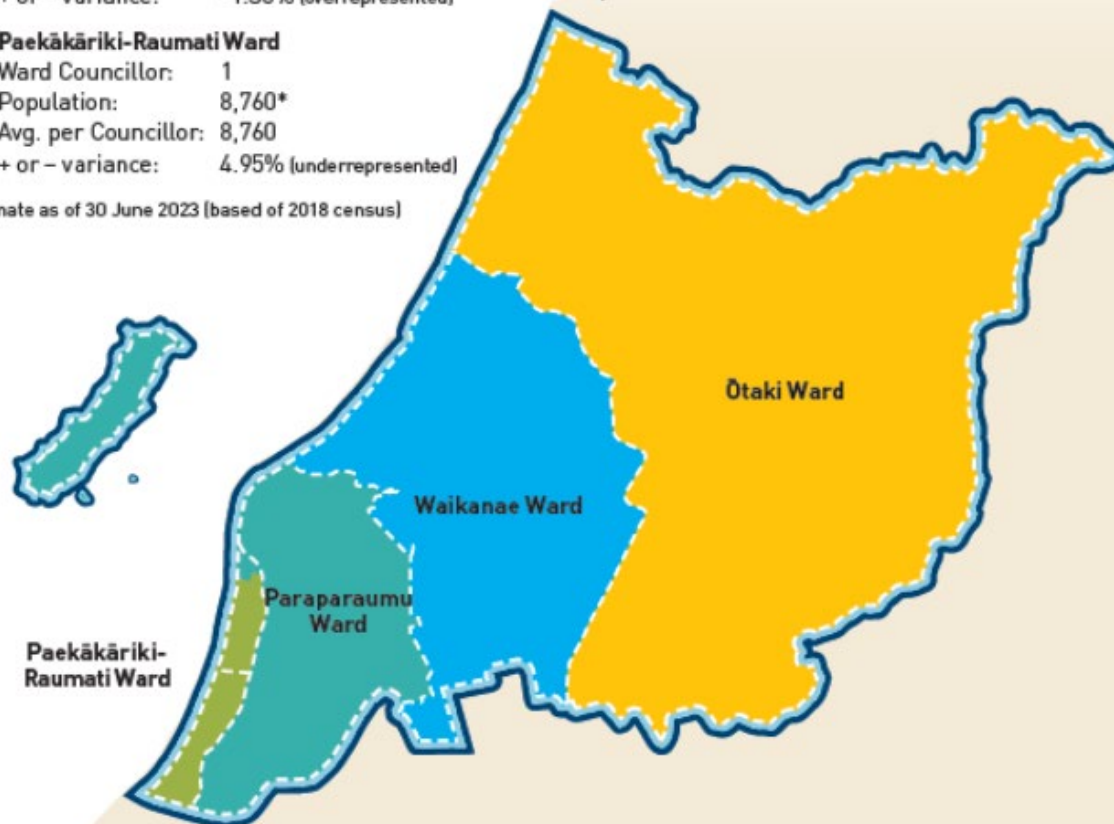 (overrepresented)
Paekākāriki-Raumati Ward
Ward Councillor: 1
Population: 8,760*
Avg. per Councillor: 8,760
+ or – variance: 4.95% (underrepresented)
as of 30 June 2023 (based of 2018 census)
Ōtaki Ward
Waikanae Ward
Paraparaumu
Ward
Paekākāriki-
Raumati Ward